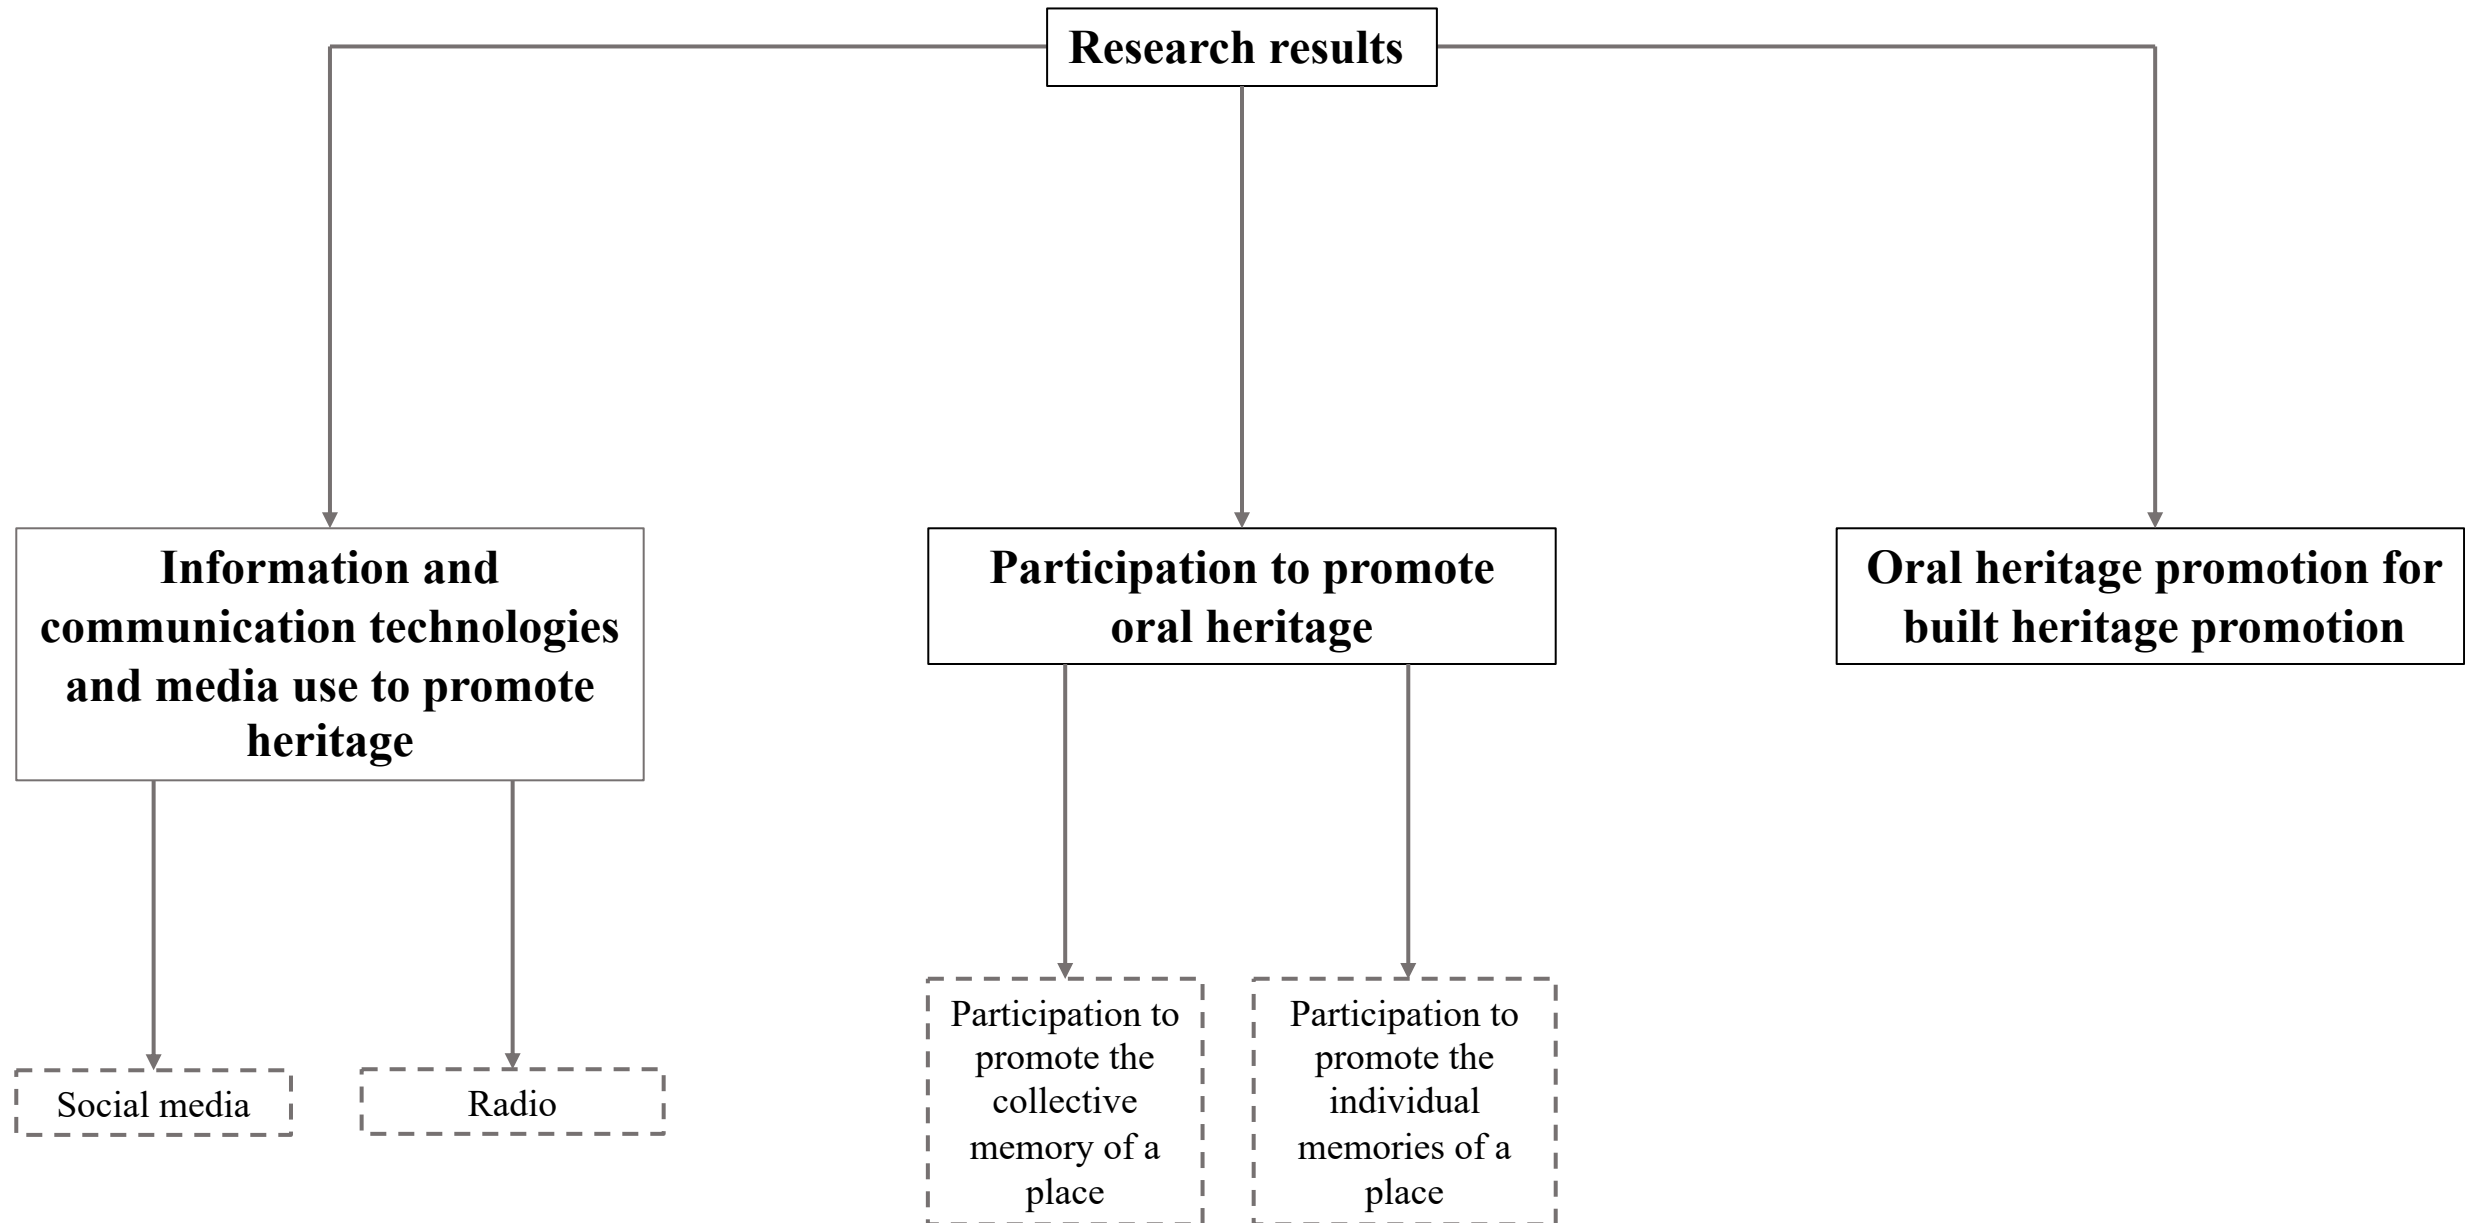 Research results
Information and
communication technologies
and media use to promote
heritage
Participation to promote
oral heritage
Oral heritage promotion for
built heritage promotion
Social media
Radio
Participation to
promote the
collective
memory of a
place
Participation to
promote the
individual
memories of a
place